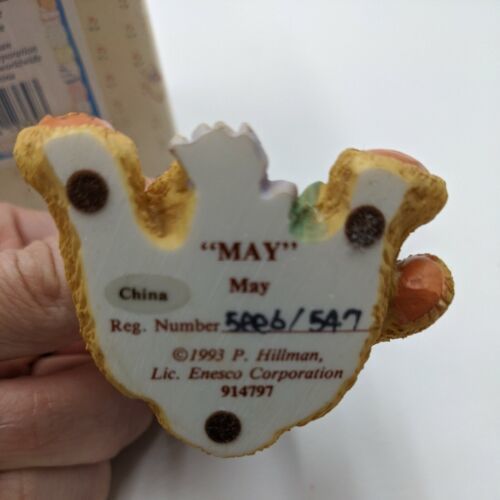 "MAY"
May
China
Reg. Number 5EE6/547
©1993 P. Hillman,
Lic. Enesco Corporation
914797